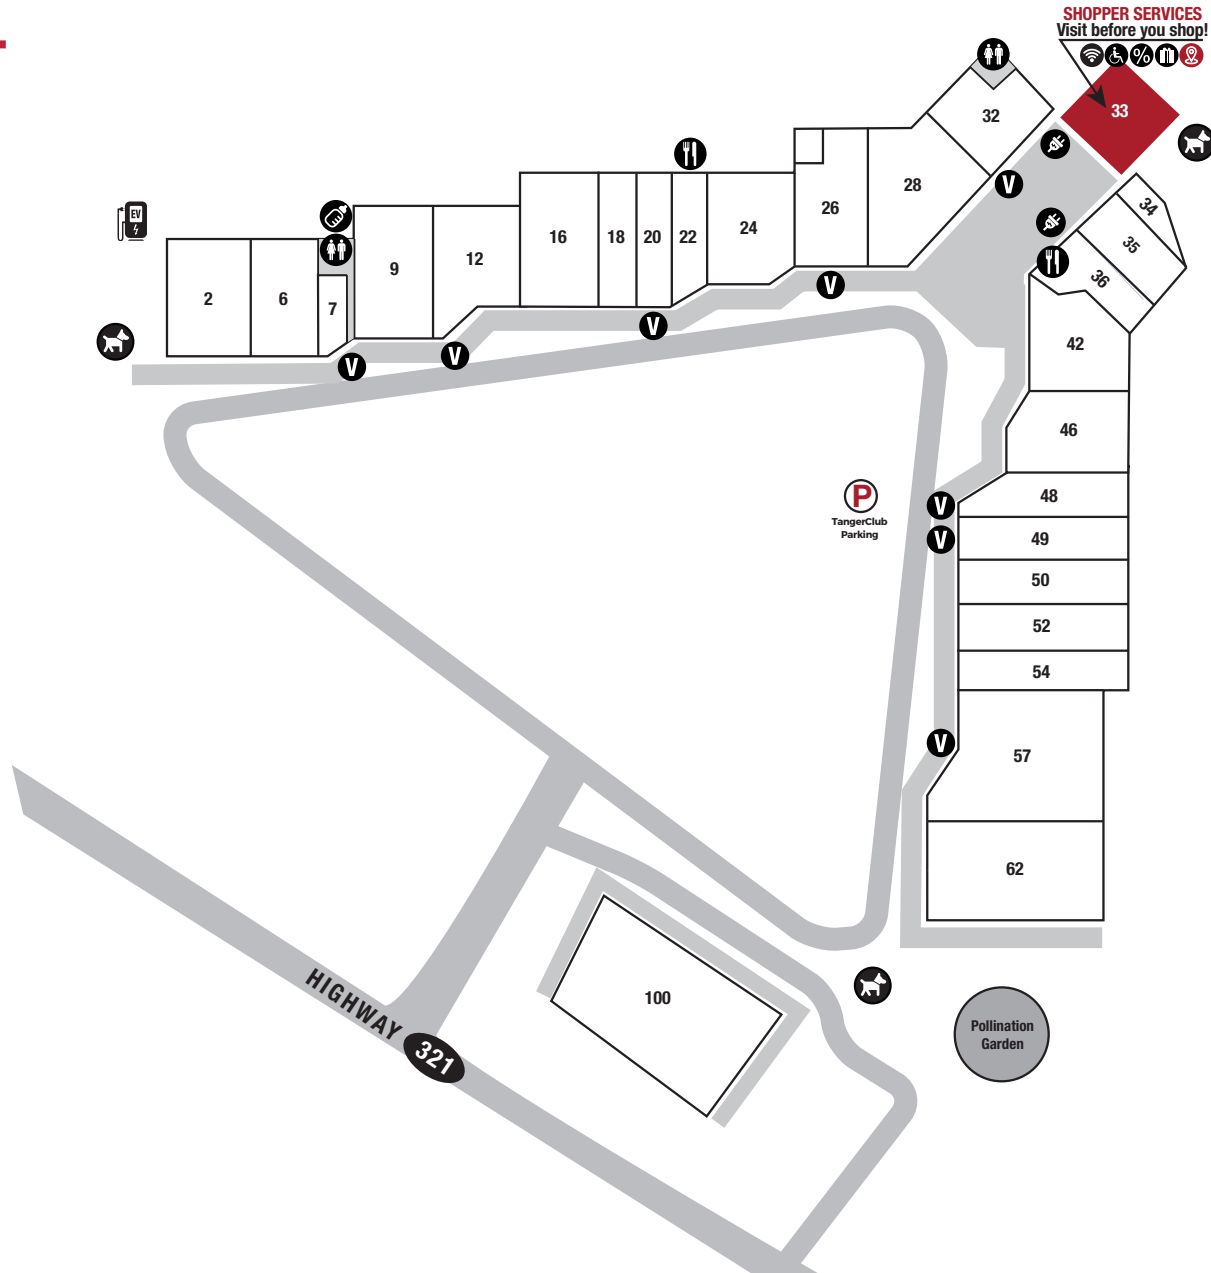 SHOPPER SERVICES
Visit before you shop!
%
33
32
34
28
35
26
36
24
22
20
18
16
12
9
7
6
2
EV
V
V
V
V
V
42
46
48
V
49
V
50
52
54
57
V
62
P
TangerClub
Parking
100
HIGHWAY
321
Pollination
Garden